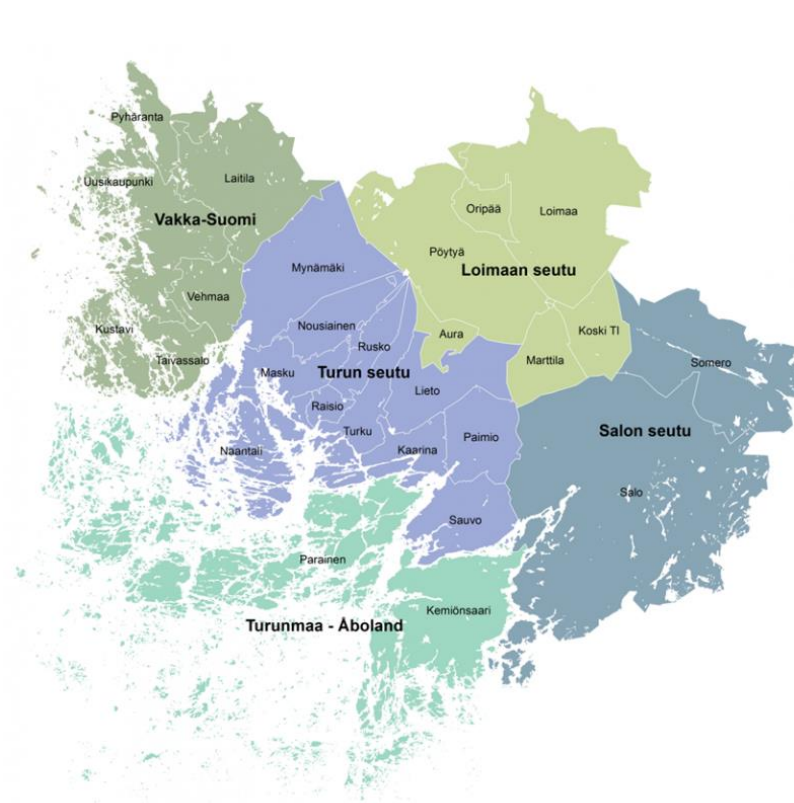 Pyhäranta
Uusikaupunki
Laitila
Vakka-Suomi
Oripää
Loimaa
Pöytyä
Loimaan seutu
Mynämäki
Vehmaa
Kustavi
Nousiainen
Taivassalo
Rusko
Aura
Koski Tl
Marttila
Somero
Masku
Turun seutu
Lieto
Raisio
Turku
Naantali
Kaarina
Paimio
Salon seutu
Salo
Sauvo
Parainen
Kemiönsaari
Turunmaa - Åboland